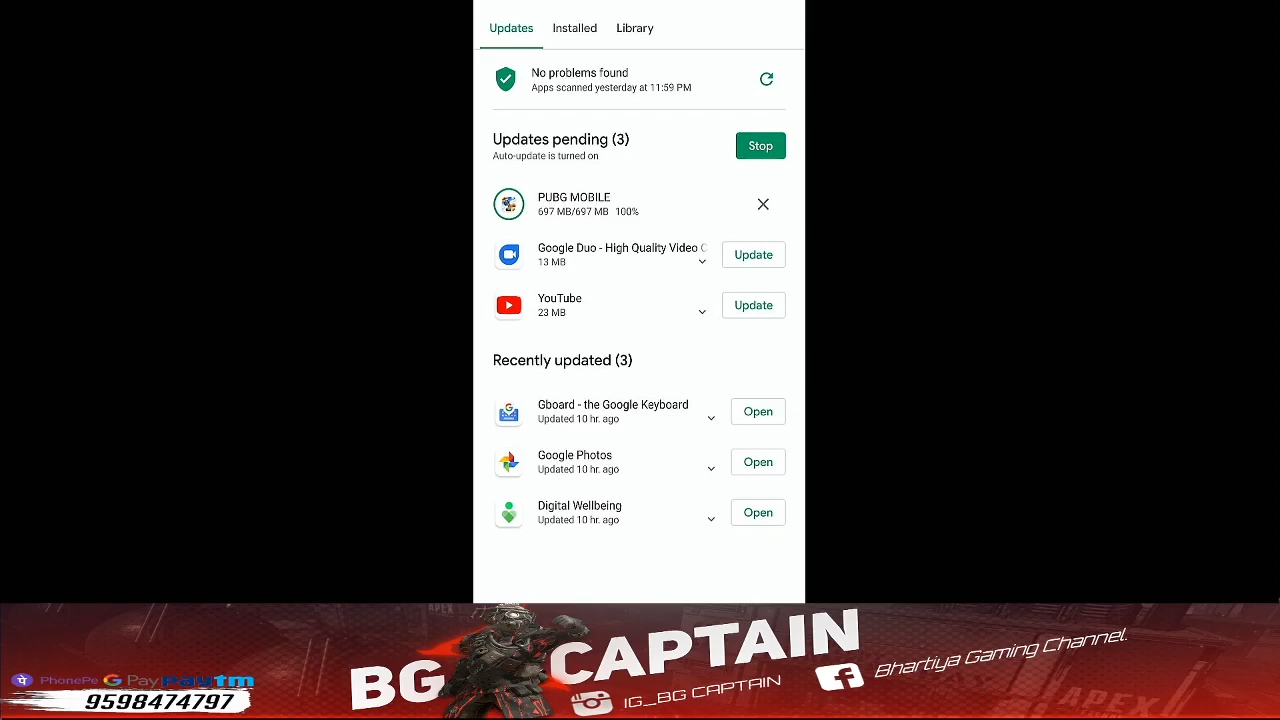 Updates Installed Library
No problems found
Apps scanned yesterday at 11:59 PM
Updates pending (3)
Auto-update is turned on
Stop
PUBG MOBILE
697 MB/697 MB 100%
Google Duo - High Quality Video C
13 MB
Update
YouTube
23 MB
Update
Recently updated (3)
Gboard - the Google Keyboard
Updated 10 hr. ago
Open
Google Photos
Updated 10 hr. ago
Open
Digital Wellbeing
Updated 10 hr. ago
Open
BG CAPTAIN
IG_BG CAPTAIN
Bhartiya Gaming Channel.
PhonePe G Pay paytm
9598474797
APEX
APEX